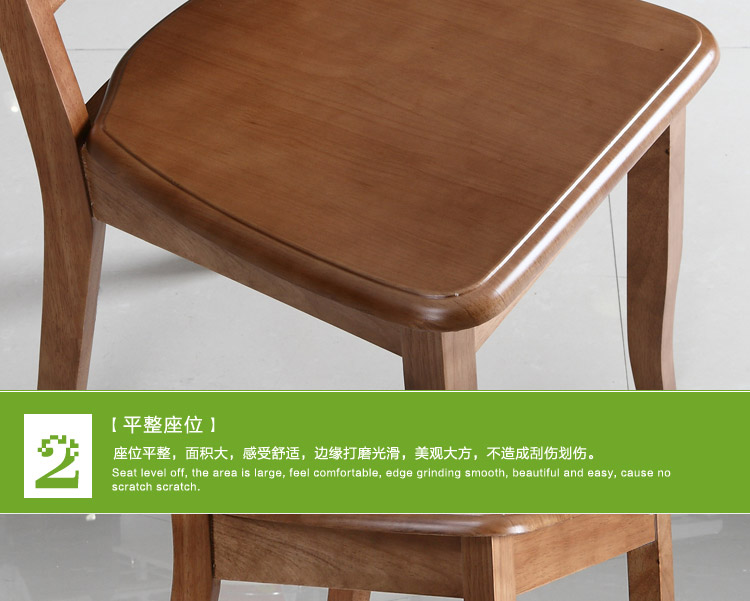 【平整座位】
2
座位平整，面积大，感受舒适，边缘打磨光滑，美观大方，不造成刮伤划伤。
Seat level off, the area is large, feel comfortable, edge grinding smooth, beautiful and easy, cause no
scratch scratch.